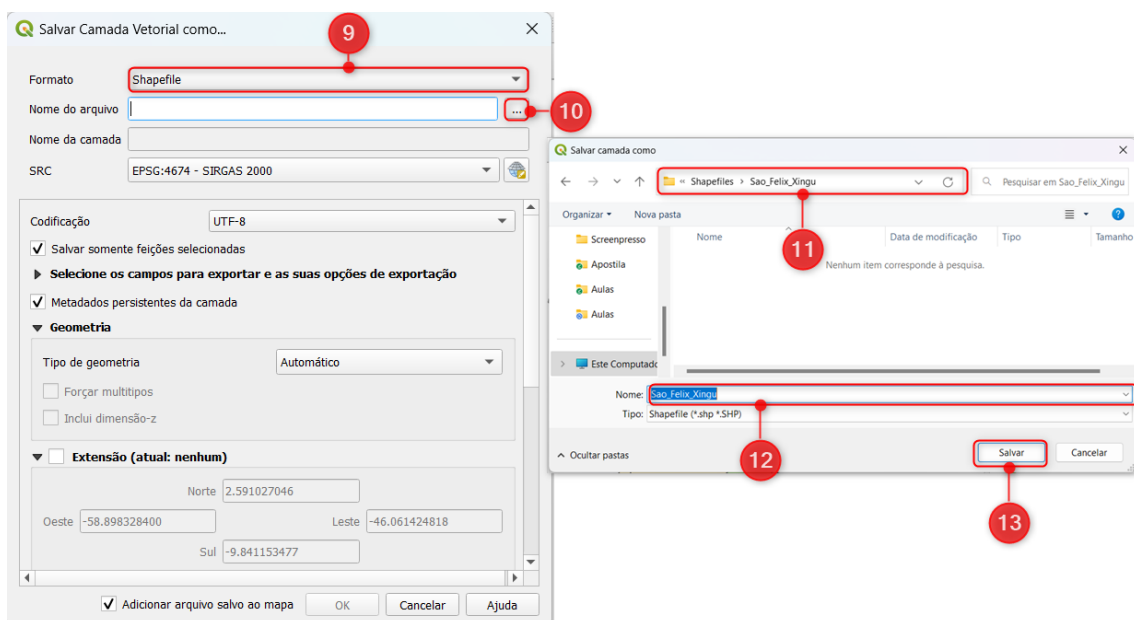 Salvar Camada Vetorial como...
9
Formato Shapefile
Nome do arquivo ...
10
Nome da camada
SRC EPSG:4674 - SIRGAS 2000
Codificação UTF-8
Salvar somente feições selecionadas
Selecione os campos para exportar e as suas opções de exportação
Metadados persistentes da camada
Geometria
Tipo de geometria Automático
Forçar multitipos
Inclui dimensão-z
Extensão (atual: nenhum)
Norte 2.591027046
Oeste -58.898328400 Leste -46.061424818
Sul -9.841153477
Adicionar arquivo salvo ao mapa OK Cancelar Ajuda
Salvar camada como
« Shapefiles > Sao_Felix_Xingu Pesquisar em Sao_Felix_Xingu
Organizar Nova pasta
11
Screenpresso Nome Data de modificação Tipo Tamanho
Apostila Nenhum item corresponde à pesquisa.
Aulas
Aulas
Este Computado
Nome: Sao_Felix_Xingu
Tipo: Shapefile (*.shp *.SHP)
12
Ocultar pastas Salvar Cancelar
13